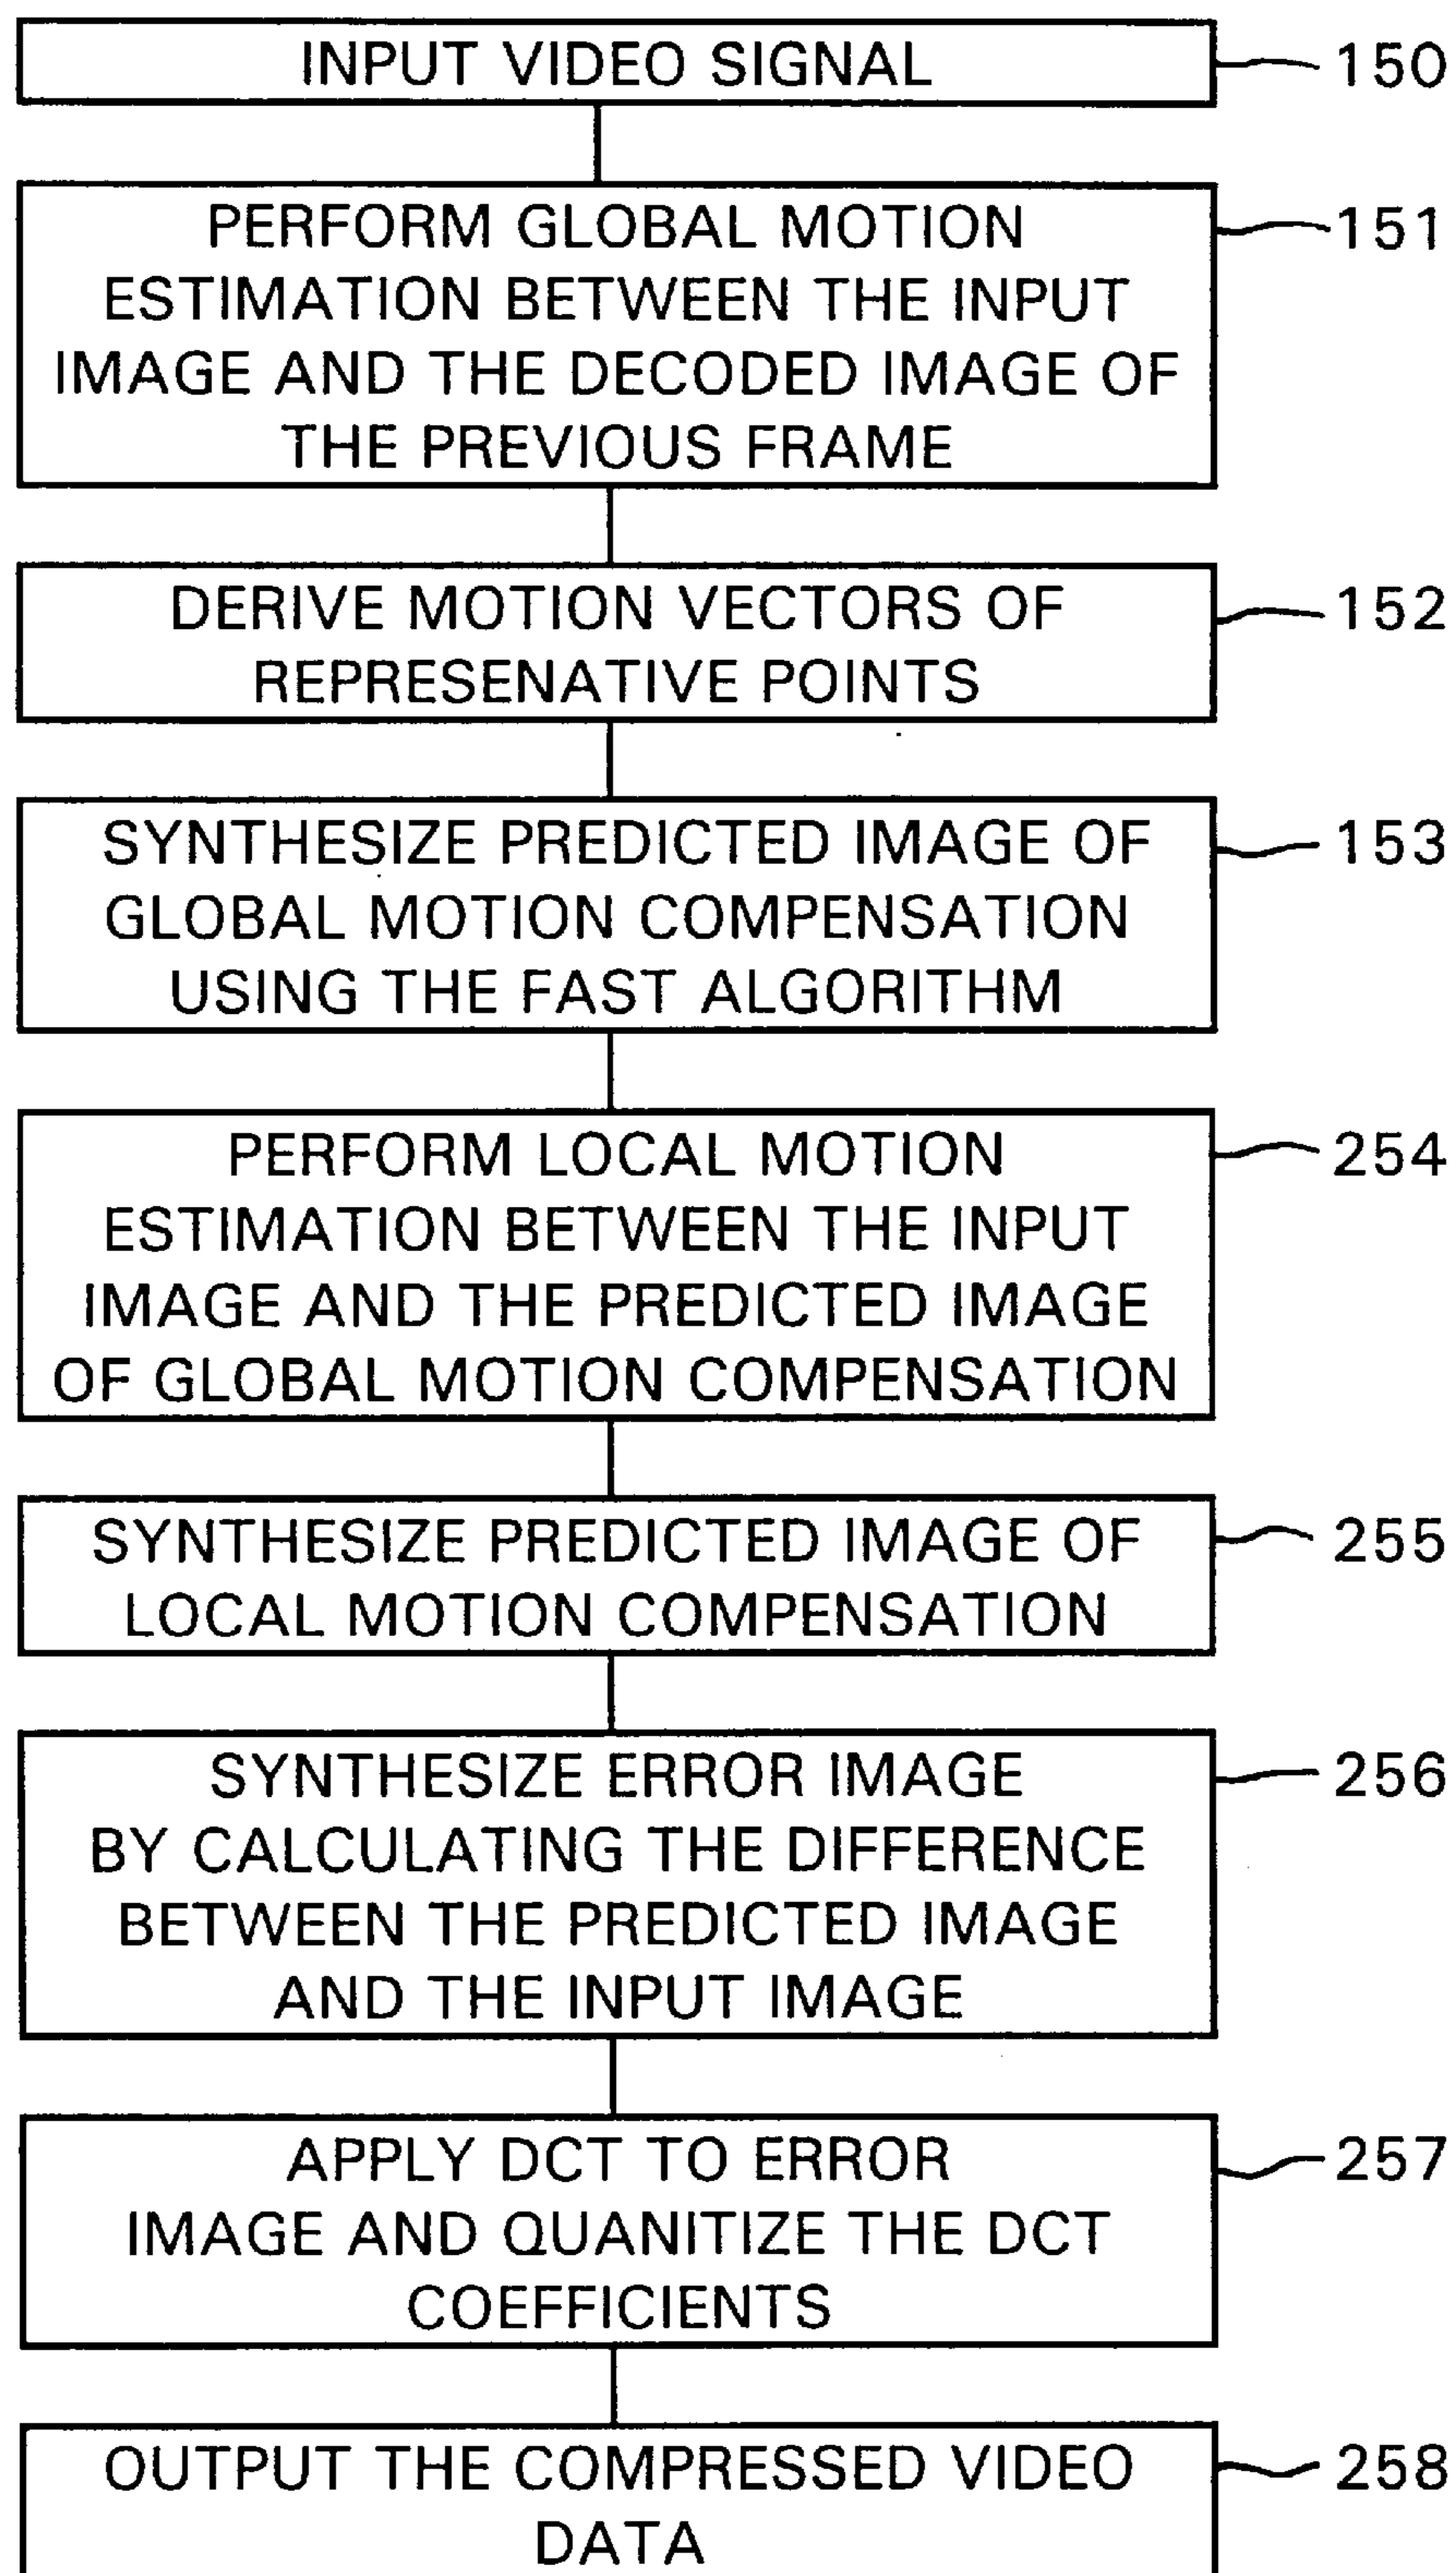 INPUT VIDEO SIGNAL
150
PERFORM GLOBAL MOTION
151
ESTIMATION BETWEEN THE INPUT
IMAGE AND THE DECODED IMAGE OF
THE PREVIOUS FRAME
DERIVE MOTION VECTORS OF
152
REPRESENATIVE POINTS
SYNTHESIZE PREDICTED IMAGE OF
153
GLOBAL MOTION COMPENSATION
USING THE FAST ALGORITHM
PERFORM LOCAL MOTION
254
ESTIMATION BETWEEN THE INPUT
IMAGE AND THE PREDICTED IMAGE
OF GLOBAL MOTION COMPENSATION
SYNTHESIZE PREDICTED IMAGE OF
255
LOCAL MOTION COMPENSATION
SYNTHESIZE ERROR IMAGE
256
BY CALCULATING THE DIFFERENCE
BETWEEN THE PREDICTED IMAGE
AND THE INPUT IMAGE
APPLY DCT TO ERROR
257
IMAGE AND QUANITIZE THE DCT
COEFFICIENTS
OUTPUT THE COMPRESSED VIDEO
258
DATA